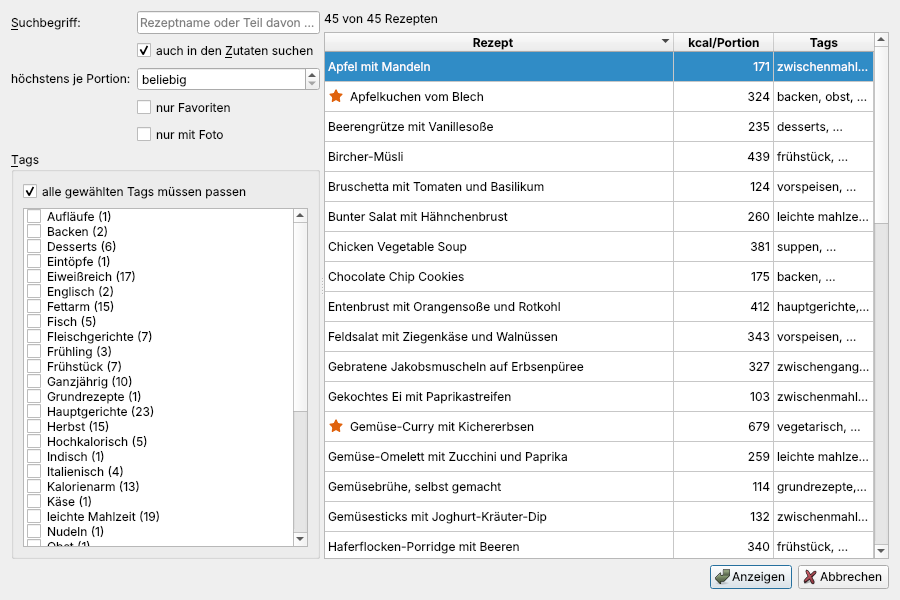 Suchbegriff:
Rezeptname oder Teil davon ...
auch in den Zutaten suchen
höchstens je Portion:
beliebig
nur Favoriten
nur mit Foto
Tags
alle gewählten Tags müssen passen
Aufläufe (1)
Backen (2)
Desserts (6)
Eintöpfe (1)
Eiweißreich (17)
Englisch (2)
Fettarm (15)
Fisch (5)
Fleischgerichte (7)
Frühling (3)
Frühstück (7)
Ganzjährig (10)
Grundrezepte (1)
Hauptgerichte (23)
Herbst (15)
Hochkalorisch (5)
Indisch (1)
Italienisch (4)
Kalorienarm (13)
Käse (1)
leichte Mahlzeit (19)
Nudeln (1)
Obst (1)
45 von 45 Rezepten
Rezept kcal/Portion Tags
Apfel mit Mandeln 171 zwischenmahl...
Apfelkuchen vom Blech 324 backen, obst, ...
Beerengrütze mit Vanillesoße 235 desserts, ...
Bircher-Müsli 439 frühstück, ...
Bruschetta mit Tomaten und Basilikum 124 vorspeisen, ...
Bunter Salat mit Hähnchenbrust 260 leichte mahlze...
Chicken Vegetable Soup 381 suppen, ...
Chocolate Chip Cookies 175 backen, ...
Entenbrust mit Orangensoße und Rotkohl 412 hauptgerichte,...
Feldsalat mit Ziegenkäse und Walnüssen 343 vorspeisen, ...
Gebratene Jakobsmuscheln auf Erbsenpüree 327 zwischengang...
Gekochtes Ei mit Paprikastreifen 103 zwischenmahl...
Gemüse-Curry mit Kichererbsen 679 vegetarisch, ...
Gemüse-Omelett mit Zucchini und Paprika 259 leichte mahlze...
Gemüsebrühe, selbst gemacht 114 grundrezepte,...
Gemüsesticks mit Joghurt-Kräuter-Dip 132 zwischenmahl...
Haferflocken-Porridge mit Beeren 340 frühstück, ...
Anzeigen
Abbrechen